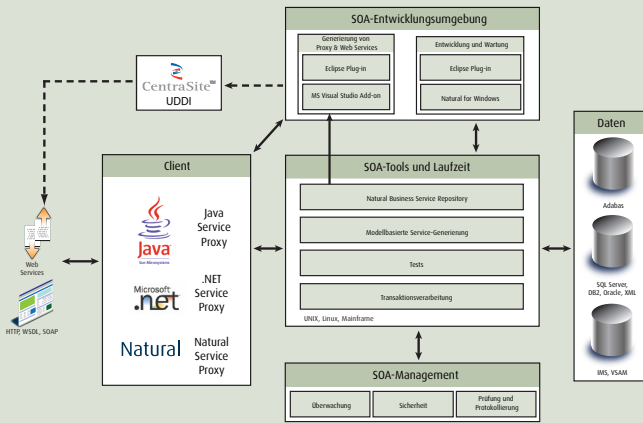 SOA-Entwicklungsumgebung
Generierung von
Proxy & Web Services
Eclipse Plug-in
MS Visual Studio Add-on
Entwicklung und Wartung
Eclipse Plug-in
Natural for Windows
CentraSite™
UDDI
Client
Java
Sun Microsystems
Java
Service
Proxy
Microsoft
.net
.NET
Service
Proxy
Natural
Natural
Service
Proxy
Web
Services
HTTP, WSDL, SOAP
SOA-Tools und Laufzeit
Natural Business Service Repository
Modellbasierte Service-Generierung
Tests
Transaktionsverarbeitung
UNIX, Linux, Mainframe
SOA-Management
Überwachung
Sicherheit
Prüfung und
Protokollierung
Daten
Adabas
SQL Server,
DB2, Oracle, XML
IMS, VSAM